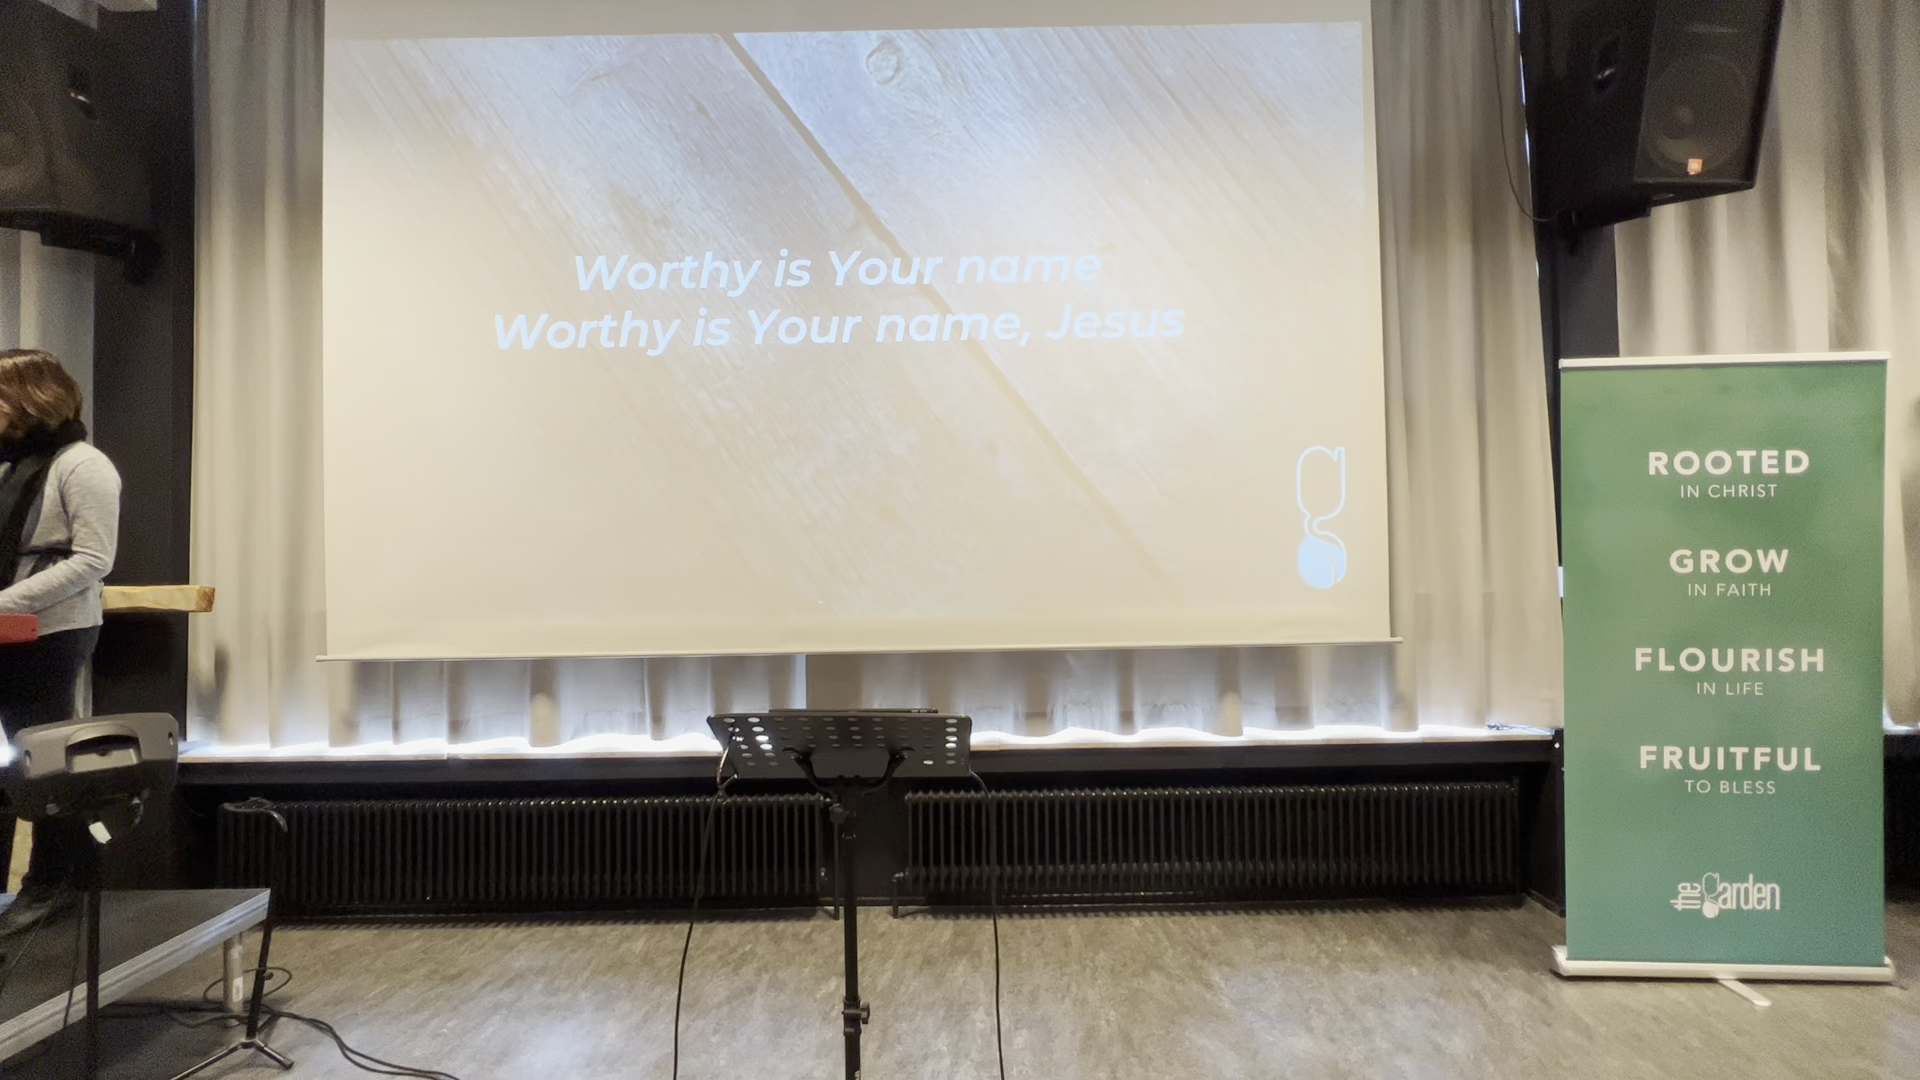 Worthy is Your name
Worthy is Your name, Jesus
ROOTED
IN CHRIST
GROW
IN FAITH
FLOURISH
IN LIFE
FRUITFUL
TO BLESS
the garden